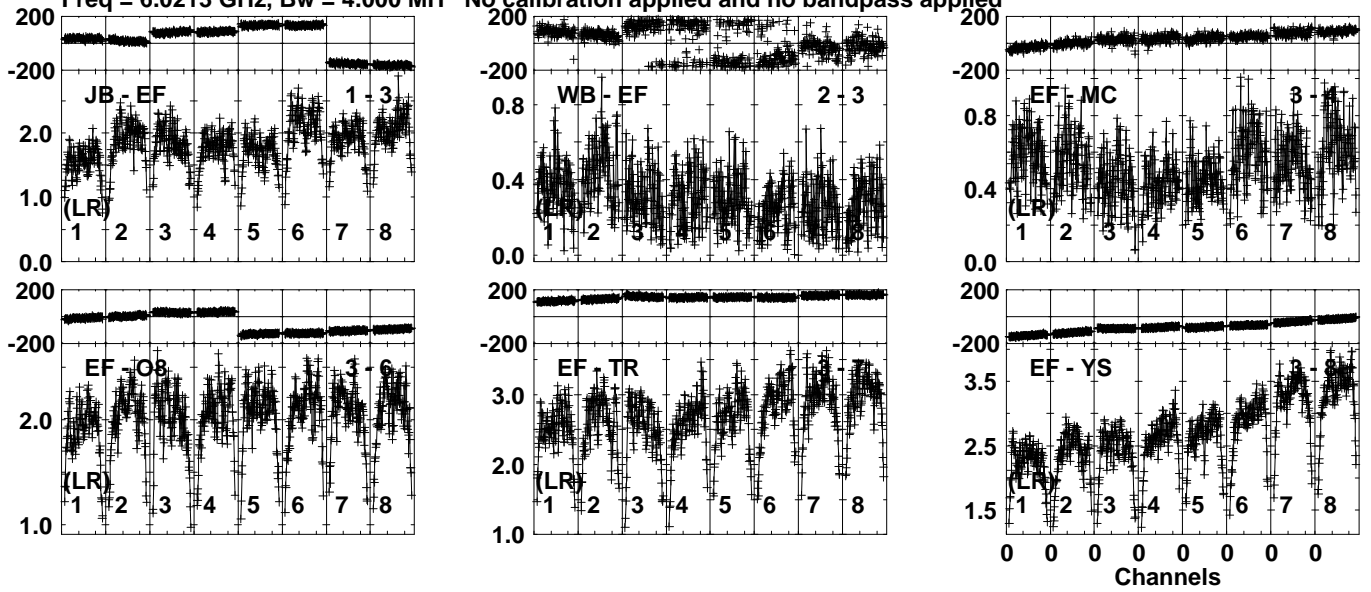 Freq = 6.0213 GHz, Bw = 4.000 MH No calibration applied and no bandpass applied
200
-200
JB - EF 1 - 3
2.0
1.0
(LR)
1 2 3 4 5 6 7 8
0.0
200
-200
WB - EF 2 - 3
0.8
0.4
(LR)
1 2 3 4 5 6 7 8
0.0
200
-200
EF - MC 3 - 4
0.8
0.4
(LR)
1 2 3 4 5 6 7 8
0.0
200
-200
EF - O8 3 - 6
2.0
(LR)
1 2 3 4 5 6 7 8
1.0
200
-200
EF - TR 3 - 7
3.0
2.0
(LR)
1 2 3 4 5 6 7 8
1.0
200
-200
EF - YS 3 - 8
3.5
2.5
(LR)
1 2 3 4 5 6 7 8
1.5
0 0 0 0 0 0 0 0
Channels